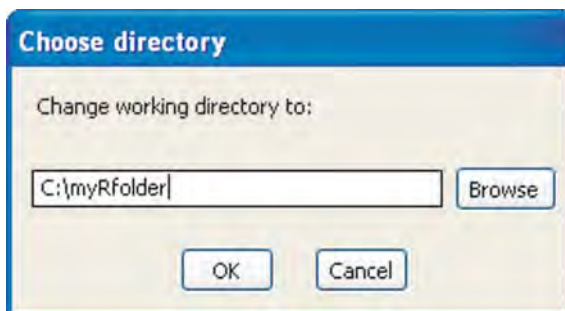 Choose directory
Change working directory to:
C:\myRfolder
Browse
OK
Cancel